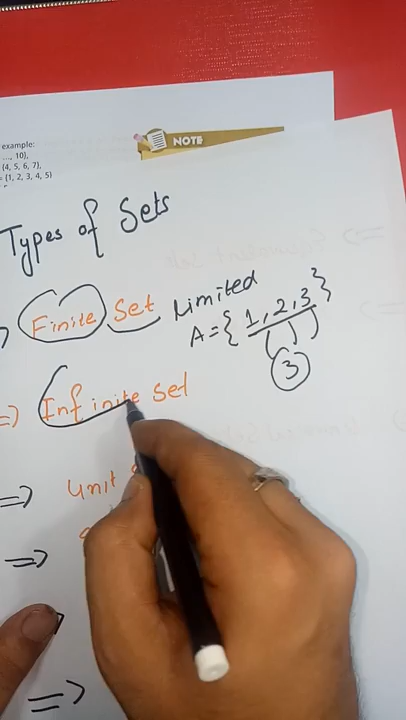 example:
..., 10},
{4, 5, 6, 7},
= {1, 2, 3, 4, 5}
NOTE
Types of Sets
Finite Set Limited
A = { 1, 2, 3 }
3
=> Infinite Set
=> Unit
=>
=>